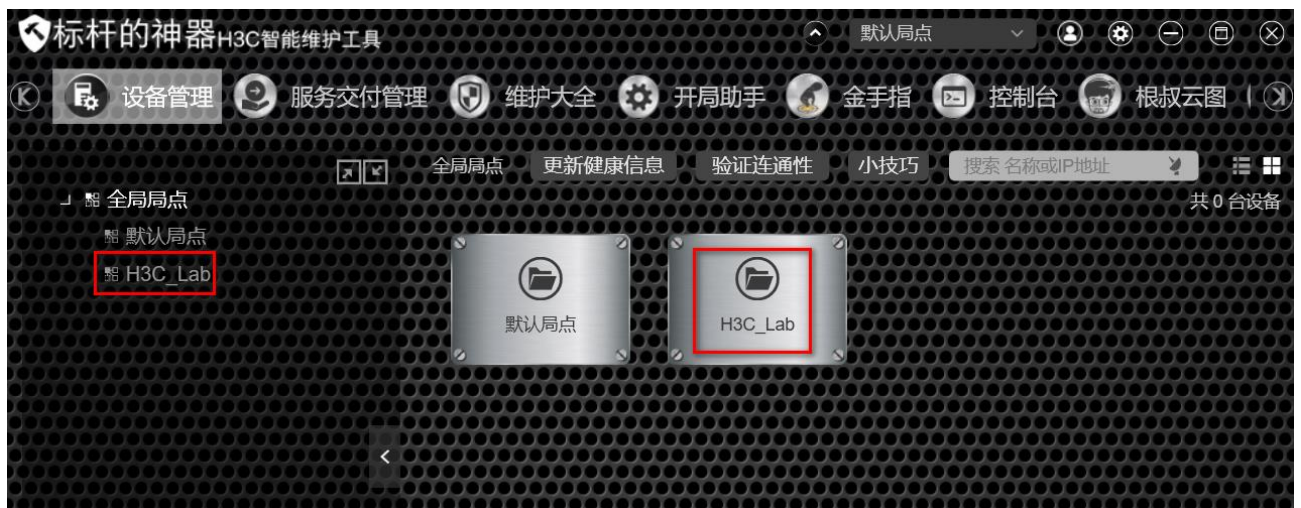 标杆的神器H3C智能维护工具 默认局点
设备管理 服务交付管理 维护大全 开局助手 金手指 控制台 根叔云图
全局局点 更新健康信息 验证连通性 小技巧 搜索 名称或IP地址
共 0 台设备
全局局点
默认局点
H3C_Lab
默认局点
H3C_Lab